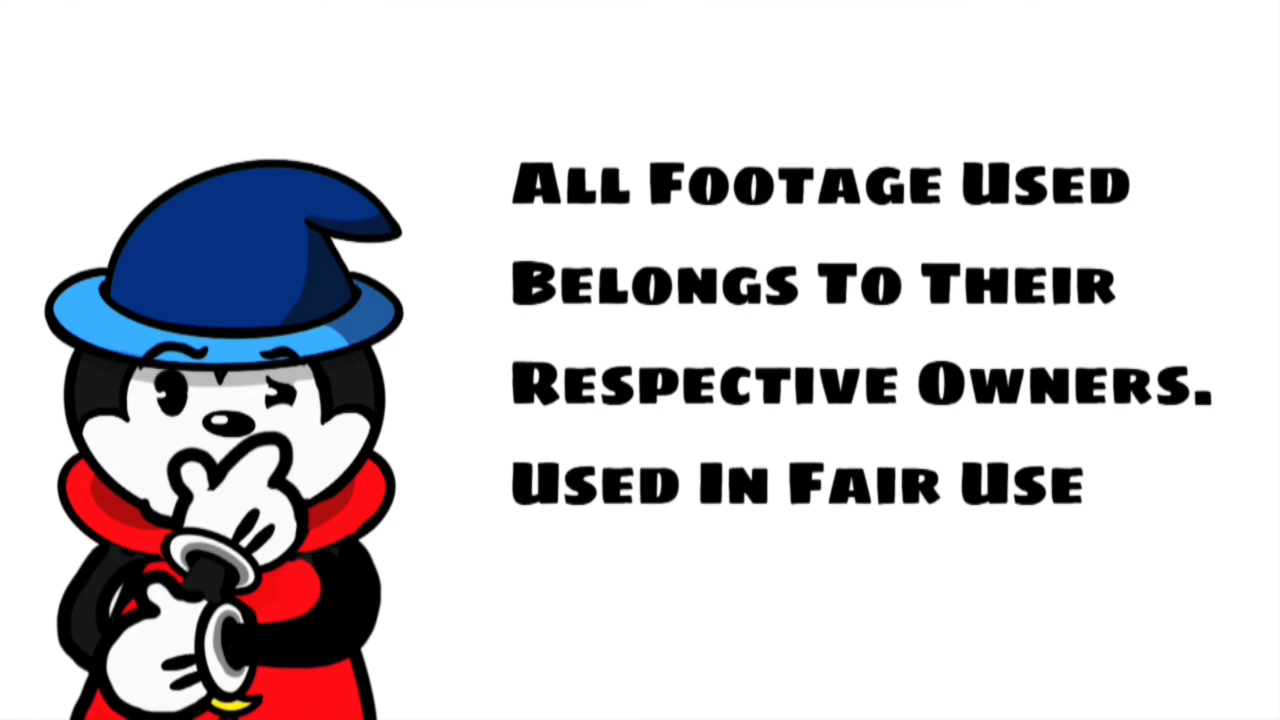 All Footage Used
Belongs To Their
Respective Owners.
Used In Fair Use